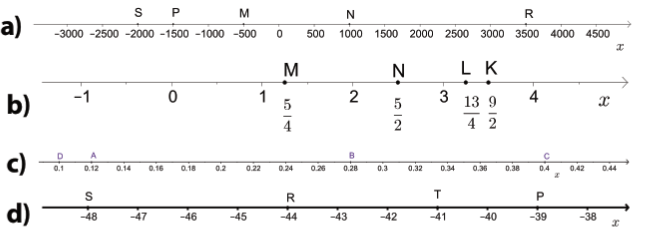 S P M N R
a) −3000 −2500 −2000 −1500 −1000 −500 0 500 1000 1500 2000 2500 3000 3500 4000 4500
x
M N L K
b) −1 0 1 2 3 4 x
5/4 5/2 13/4 9/2
D A B C
c) 0.1 0.12 0.14 0.16 0.18 0.2 0.22 0.24 0.26 0.28 0.3 0.32 0.34 0.36 0.38 0.4 0.42 0.44
x
S R T P
d) −48 −47 −46 −45 −44 −43 −42 −41 −40 −39 −38
x